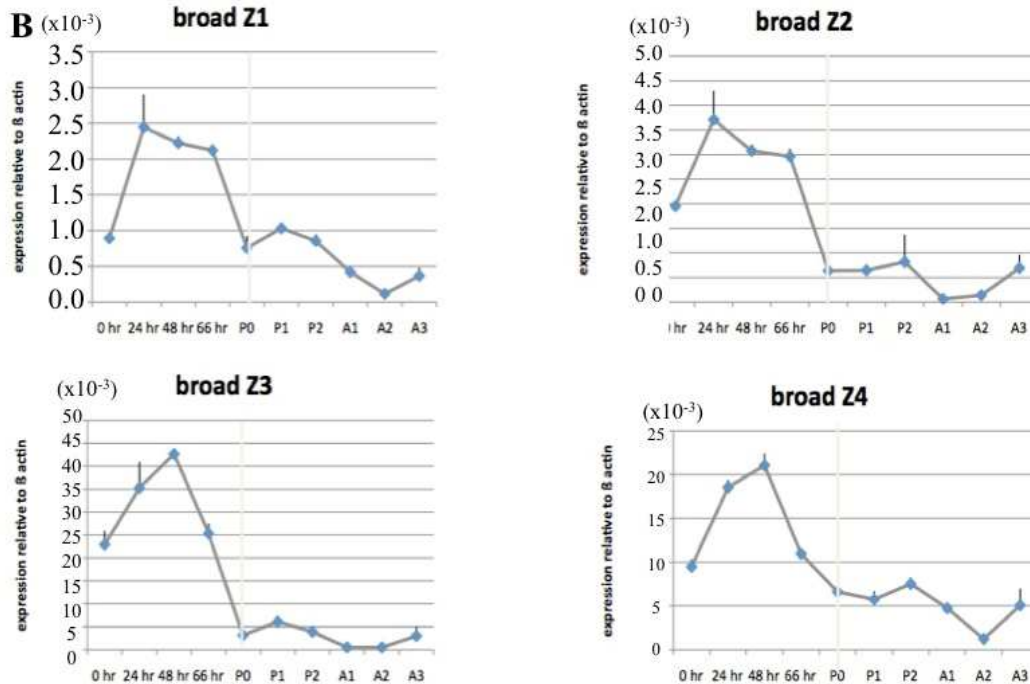 B (x10-3) broad Z1
expression relative to ß actin
3.5
3.0
2.5
2.0
1.5
1.0
0.5
0.0
0 hr 24 hr 48 hr 66 hr P0 P1 P2 A1 A2 A3
(x10-3) broad Z2
expression relative to ß actin
5.0
5.0
4.0
3.5
3.0
2.5
4.0
1.0
0.5
0 0
hr 24 hr 48 hr 66 hr P0 P1 P2 A1 A2 A3
(x10-3) broad Z3
expression relative to ß actin
50
45
40
35
30
20
15
10
5
0
0 hr 24 hr 48 hr 66 hr P0 P1 P2 A1 A2 A3
(x10-3) broad Z4
expression relative to ß actin
25
20
15
10
5
0
0 hr 24 hr 48 hr 66 hr P0 P1 P2 A1 A2 A3